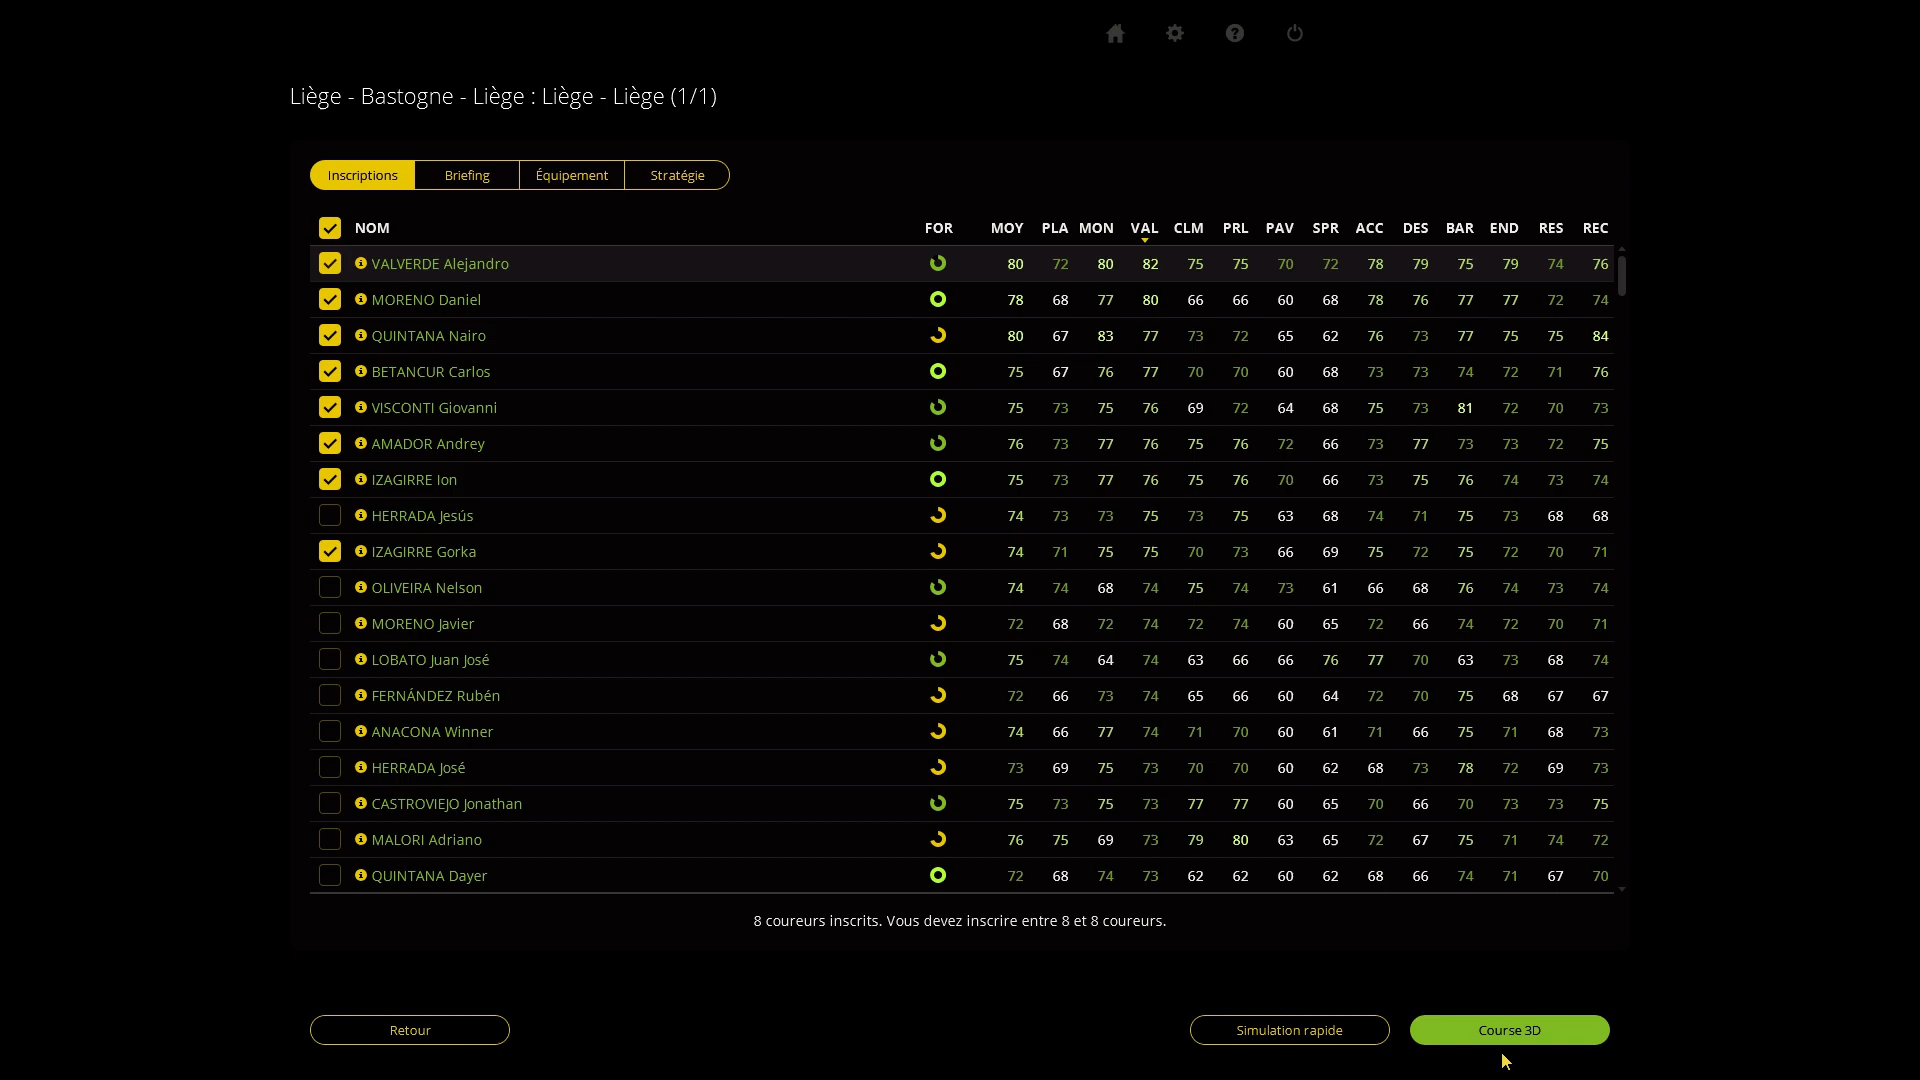 Liège - Bastogne - Liège : Liège - Liège (1/1)
Inscriptions Briefing Équipement Stratégie
NOM FOR MOY PLA MON VAL CLM PRL PAV SPR ACC DES BAR END RES REC
VALVERDE Alejandro 80 72 80 82 75 75 70 72 78 79 75 79 74 76
MORENO Daniel 78 68 77 80 66 66 60 68 78 76 77 77 72 74
QUINTANA Nairo 80 67 83 77 73 72 65 62 76 73 77 75 75 84
BETANCUR Carlos 75 67 76 77 70 70 60 68 73 73 74 72 71 76
VISCONTI Giovanni 75 73 75 76 69 72 64 68 75 73 81 72 70 73
AMADOR Andrey 76 73 77 76 75 76 72 66 73 77 73 73 72 75
IZAGIRRE Ion 75 73 77 76 75 76 70 66 73 75 76 74 73 74
HERRADA Jesús 74 73 73 75 73 75 63 68 74 71 75 73 68 68
IZAGIRRE Gorka 74 71 75 75 70 73 66 69 75 72 75 72 70 71
OLIVEIRA Nelson 74 74 68 74 75 74 73 61 66 68 76 74 73 74
MORENO Javier 72 68 72 74 72 74 60 65 72 66 74 72 70 71
LOBATO Juan José 75 74 64 74 63 66 66 76 77 70 63 73 68 74
FERNÁNDEZ Rubén 72 66 73 74 65 66 60 64 72 70 75 68 67 67
ANACONA Winner 74 66 77 74 71 70 60 61 71 66 75 71 68 73
HERRADA José 73 69 75 73 70 70 60 62 68 73 78 72 69 73
CASTROVIEJO Jonathan 75 73 75 73 77 77 60 65 70 66 70 73 73 75
MALORI Adriano 76 75 69 73 79 80 63 65 72 67 75 71 74 72
QUINTANA Dayer 72 68 74 73 62 62 60 62 68 66 74 71 67 70
8 coureurs inscrits. Vous devez inscrire entre 8 et 8 coureurs.
Retour Simulation rapide Course 3D